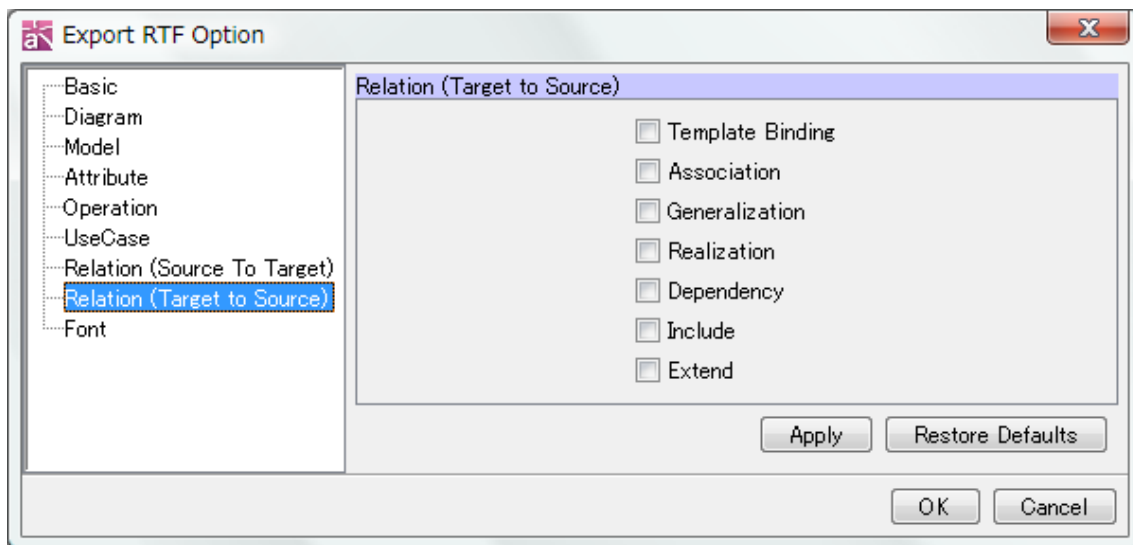 Export RTF Option
Basic
Diagram
Model
Attribute
Operation
UseCase
Relation (Source To Target)
Relation (Target to Source)
Font
Relation (Target to Source)
Template Binding
Association
Generalization
Realization
Dependency
Include
Extend
Apply
Restore Defaults
OK
Cancel